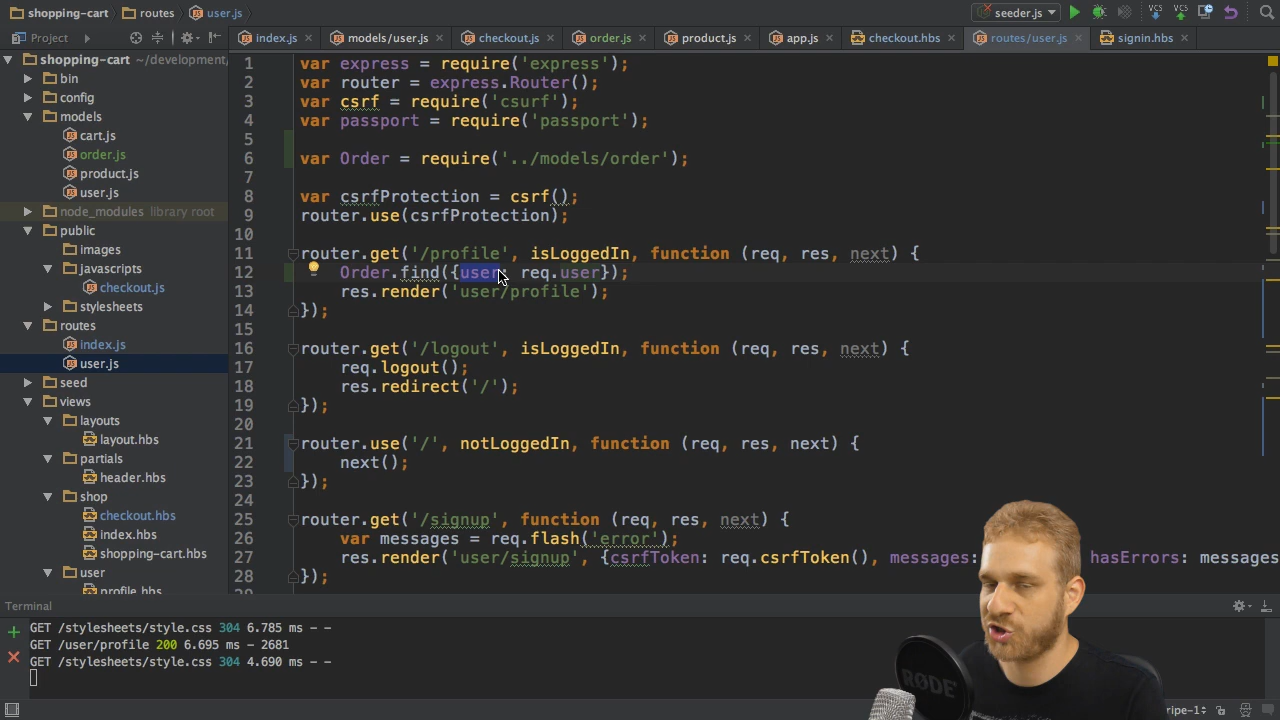 shopping-cart routes user.js seeder.js VCS VCS
Project index.js models/user.js checkout.js order.js product.js app.js checkout.hbs routes/user.js signin.hbs
shopping-cart ~/development/
bin
config
models
cart.js
order.js
product.js
user.js
node_modules library root
public
images
javascripts
checkout.js
stylesheets
routes
index.js
user.js
seed
views
layouts
layout.hbs
partials
header.hbs
shop
checkout.hbs
index.hbs
shopping-cart.hbs
user
profile.hbs
1 var express = require('express');
2 var router = express.Router();
3 var csrf = require('csurf');
4 var passport = require('passport');
5
6 var Order = require('../models/order');
7
8 var csrfProtection = csrf();
9 router.use(csrfProtection);
10
11 router.get('/profile', isLoggedIn, function (req, res, next) {
12 Order.find({user: req.user});
13 res.render('user/profile');
14 });
15
16 router.get('/logout', isLoggedIn, function (req, res, next) {
17 req.logout();
18 res.redirect('/');
19 });
20
21 router.use('/', notLoggedIn, function (req, res, next) {
22 next();
23 });
24
25 router.get('/signup', function (req, res, next) {
26 var messages = req.flash('error');
27 res.render('user/signup', {csrfToken: req.csrfToken(), messages: hasErrors: messages
28 });
Terminal
GET /stylesheets/style.css 304 6.785 ms - -
GET /user/profile 200 6.695 ms - 2681
GET /stylesheets/style.css 304 4.690 ms - -
RODE
ripe-1